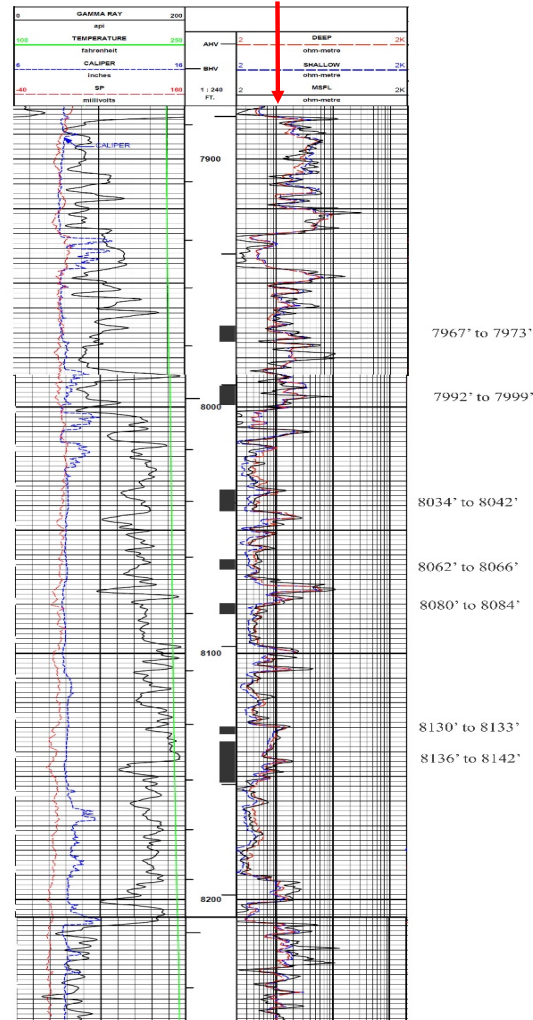 0 GAMMA RAY 200
api
100 TEMPERATURE 260
fahrenheit
6 CALIPER 16
inches
-40 SP 160
millivolts
AHV
BHV
1 : 240
FT.
2 DEEP 2K
ohm-metre
2 SHALLOW 2K
ohm-metre
2 MSFL 2K
ohm-metre
CALIPER
7900
7967' to 7973'
7992' to 7999'
8000
8034' to 8042'
8062' to 8066'
8080' to 8084'
8100
8130' to 8133'
8136' to 8142'
8200